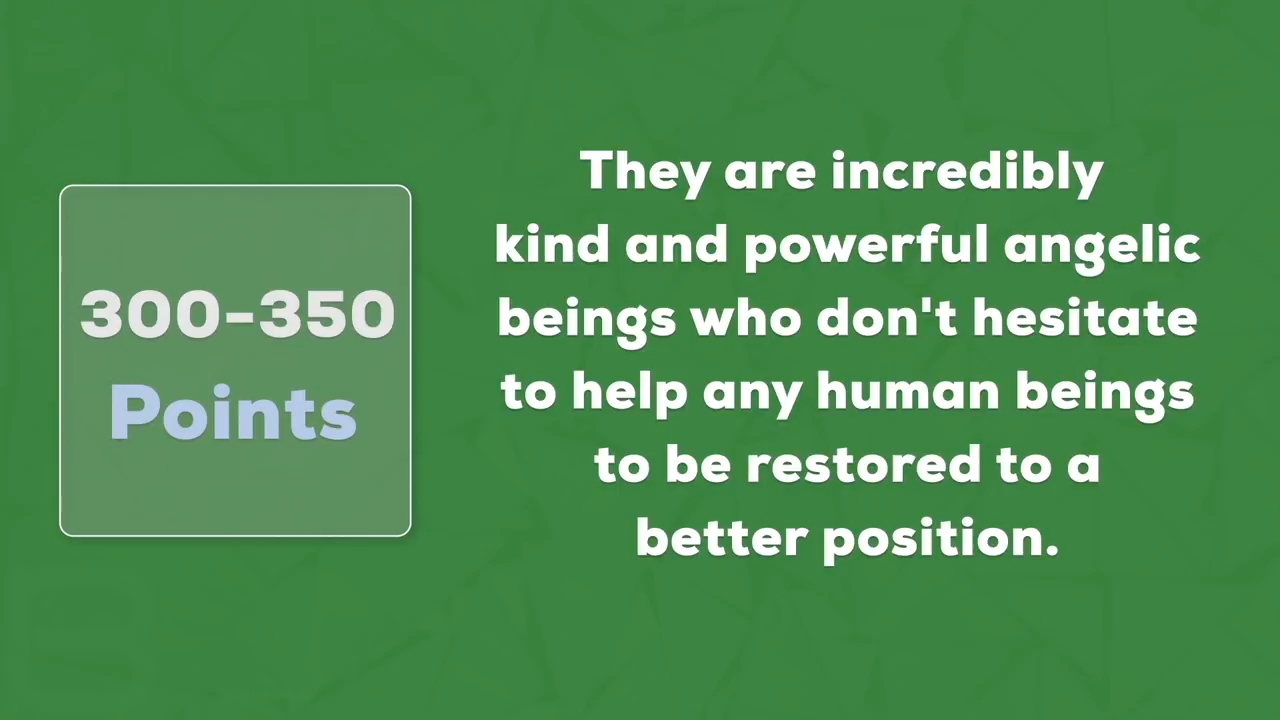 300-350
Points
They are incredibly
kind and powerful angelic
beings who don't hesitate
to help any human beings
to be restored to a
better position.